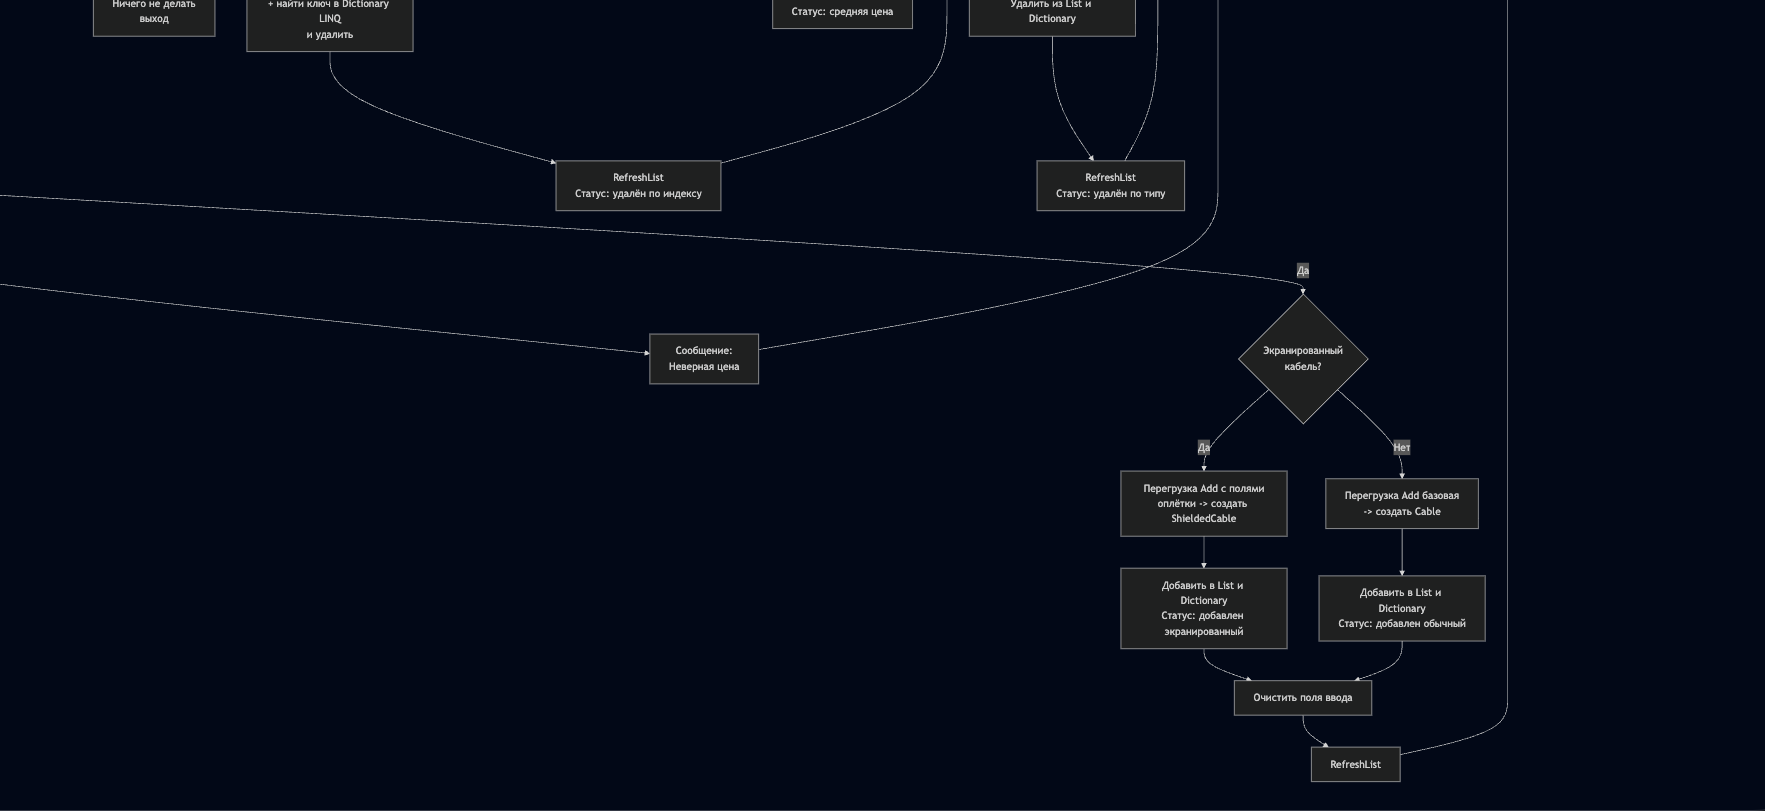 Ничего не делать
выход
+ найти ключ в Dictionary
LINQ
и удалить
Статус: средняя цена
Удалить из List и
Dictionary
RefreshList
Статус: удалён по индексу
RefreshList
Статус: удалён по типу
Да
Сообщение:
Неверная цена
Экранированный
кабель?
Да
Нет
Перегрузка Add с полями
оплётки -> создать
ShieldedCable
Перегрузка Add базовая
-> создать Cable
Добавить в List и
Dictionary
Статус: добавлен
экранированный
Добавить в List и
Dictionary
Статус: добавлен обычный
Очистить поля ввода
RefreshList